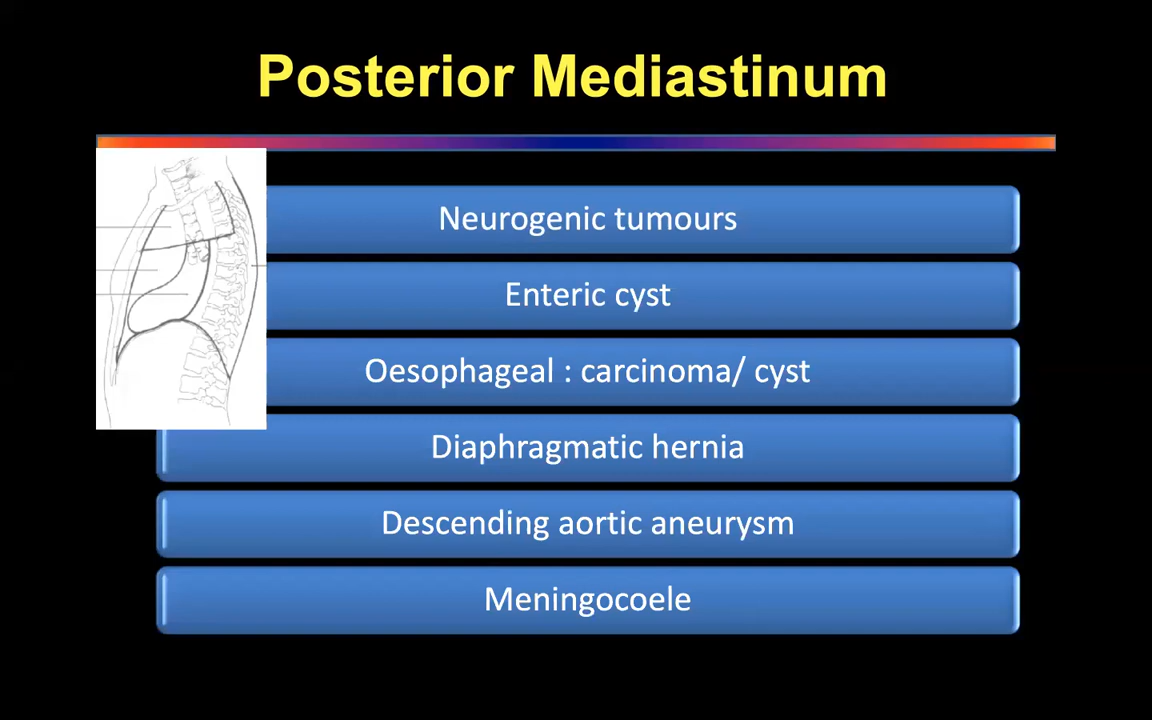 Posterior Mediastinum
Neurogenic tumours
Enteric cyst
Oesophageal : carcinoma/ cyst
Diaphragmatic hernia
Descending aortic aneurysm
Meningocoele